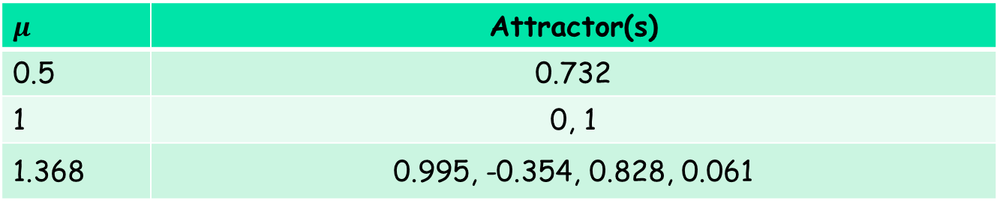 μ Attractor(s)
0.5 0.732
1 0, 1
1.368 0.995, -0.354, 0.828, 0.061